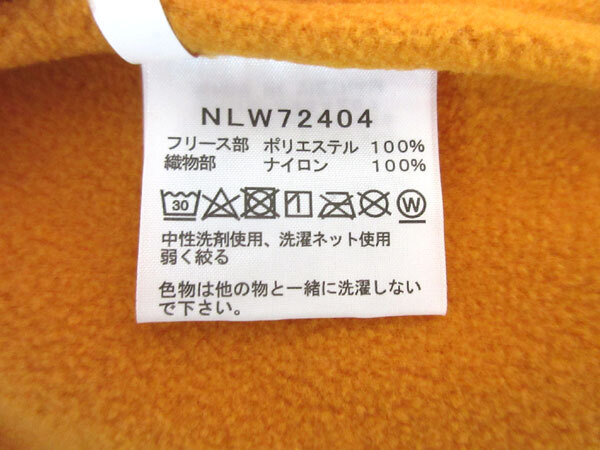 NLW72404
フリース部 ポリエステル 100%
織物部 ナイロン 100%
30 W
中性洗剤使用、洗濯ネット使用
弱く絞る
色物は他の物と一緒に洗濯しない
で下さい。